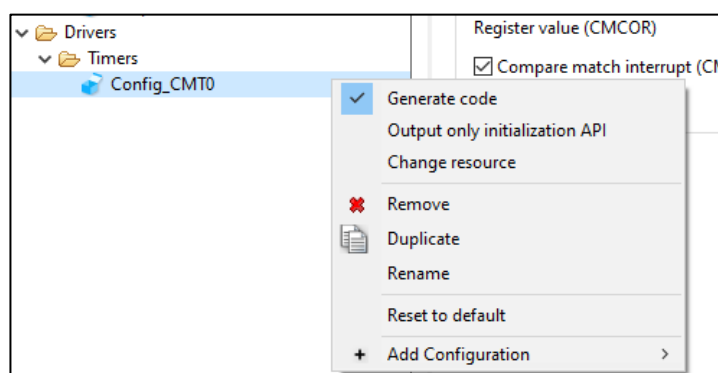 Drivers
Timers
Config_CMT0
Register value (CMCOR)
Compare match interrupt (CM
Generate code
Output only initialization API
Change resource
Remove
Duplicate
Rename
Reset to default
Add Configuration